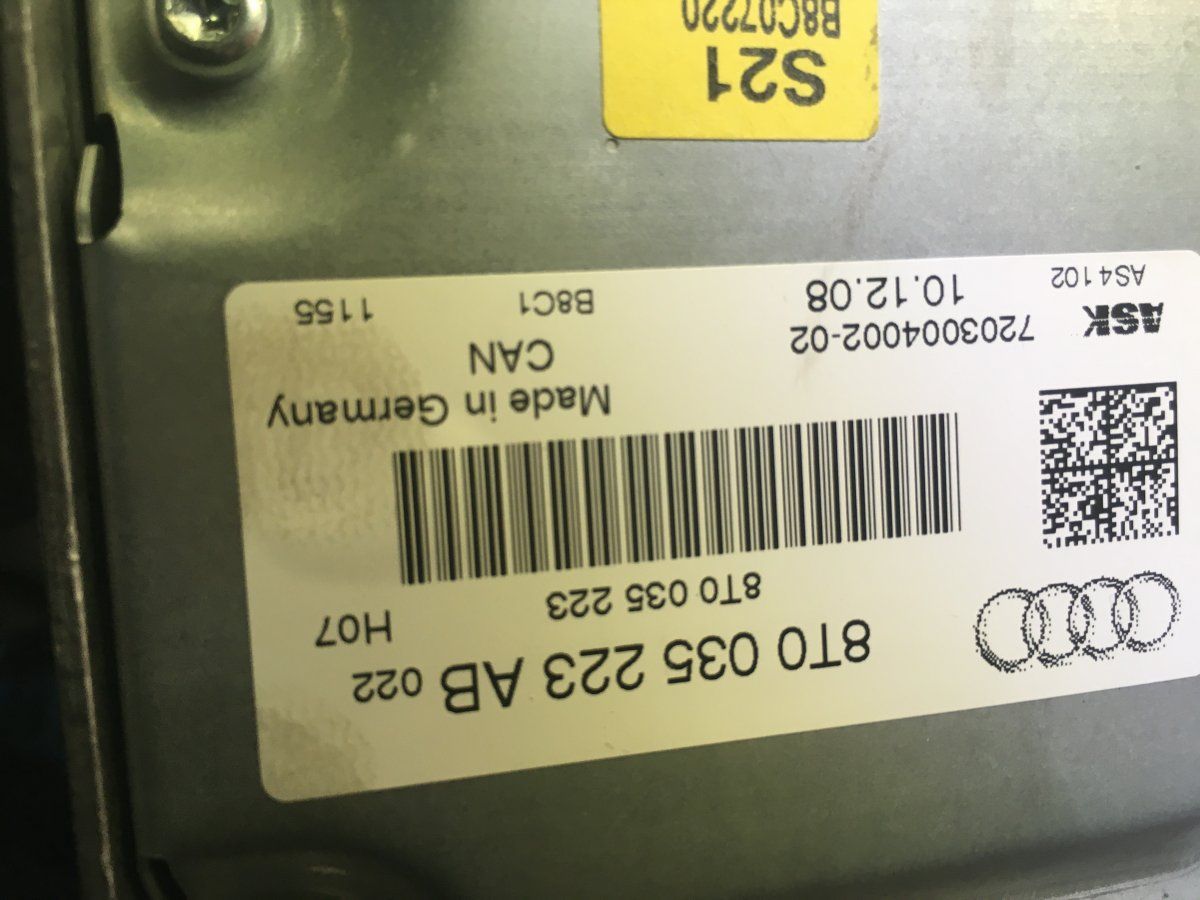 8T0 035 223 AB 022
8T0 035 223
H07
Made in Germany
CAN
ASK
7203004002-02
AS4 102
10.12.08
B8C1
1155
S21
B8C07220